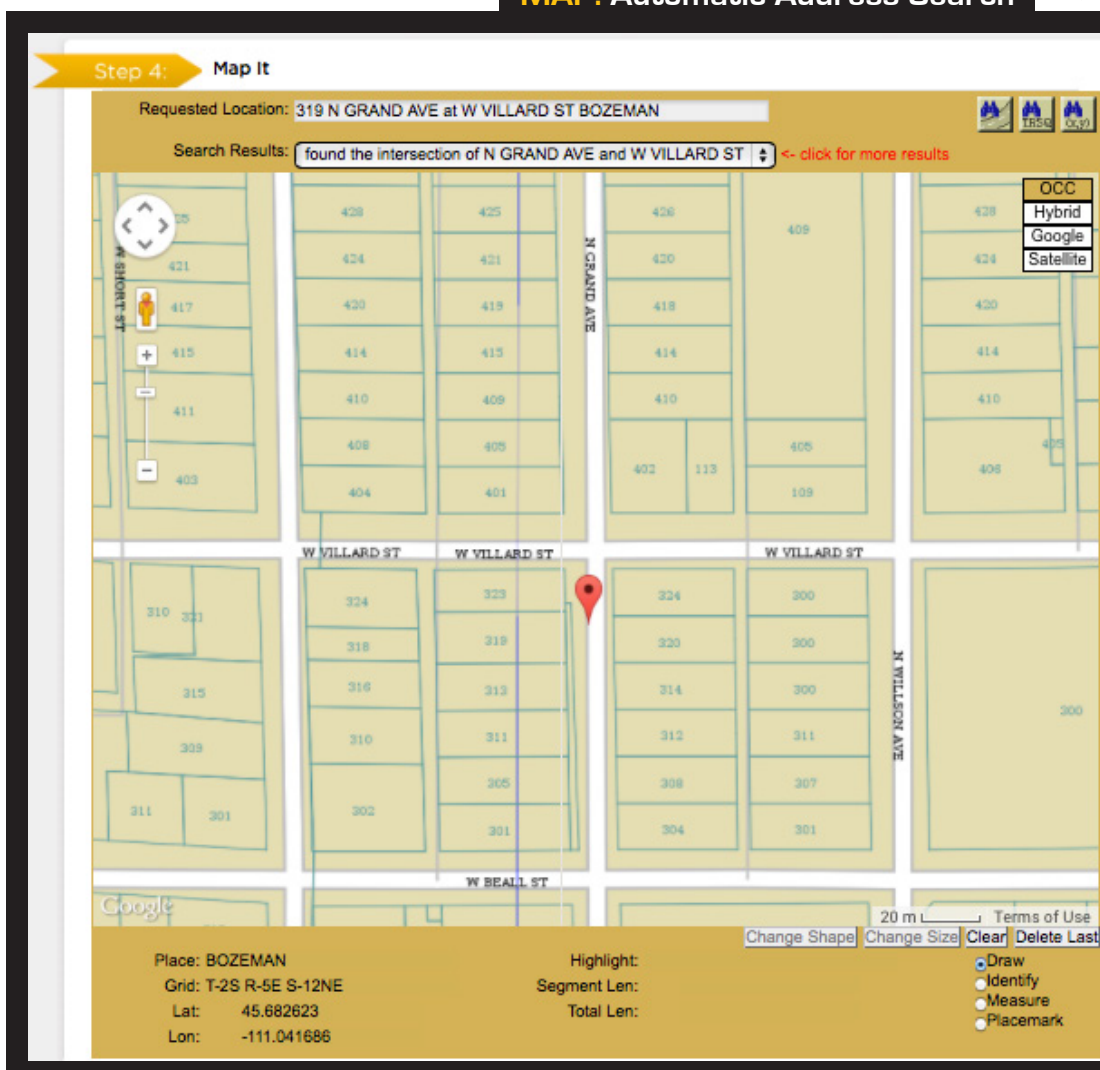 MAP: Automatic Address Search
Step 4: Map It
Requested Location: 319 N GRAND AVE at W VILLARD ST BOZEMAN
TRSQ (x,y)
Search Results: found the intersection of N GRAND AVE and W VILLARD ST <- click for more results
OCC
Hybrid
Google
Satellite
W SHORT ST
N GRAND AVE
421
417
415
411
403
428
424
420
414
410
408
404
425
421
419
415
409
405
401
426
420
418
414
410
402 113
409
405
109
428
424
420
414
410
406
405
W VILLARD ST W VILLARD ST W VILLARD ST
310 321
315
309
311 301
324
318
316
310
302
323
319
313
311
305
301
324
320
314
312
308
304
300
300
300
311
307
301
N WILLSON AVE
300
W BEALL ST
Google
20 m Terms of Use
Change Shape Change Size Clear Delete Last
Place: BOZEMAN
Grid: T-2S R-5E S-12NE
Lat: 45.682623
Lon: -111.041686
Highlight:
Segment Len:
Total Len:
Draw
Identify
Measure
Placemark